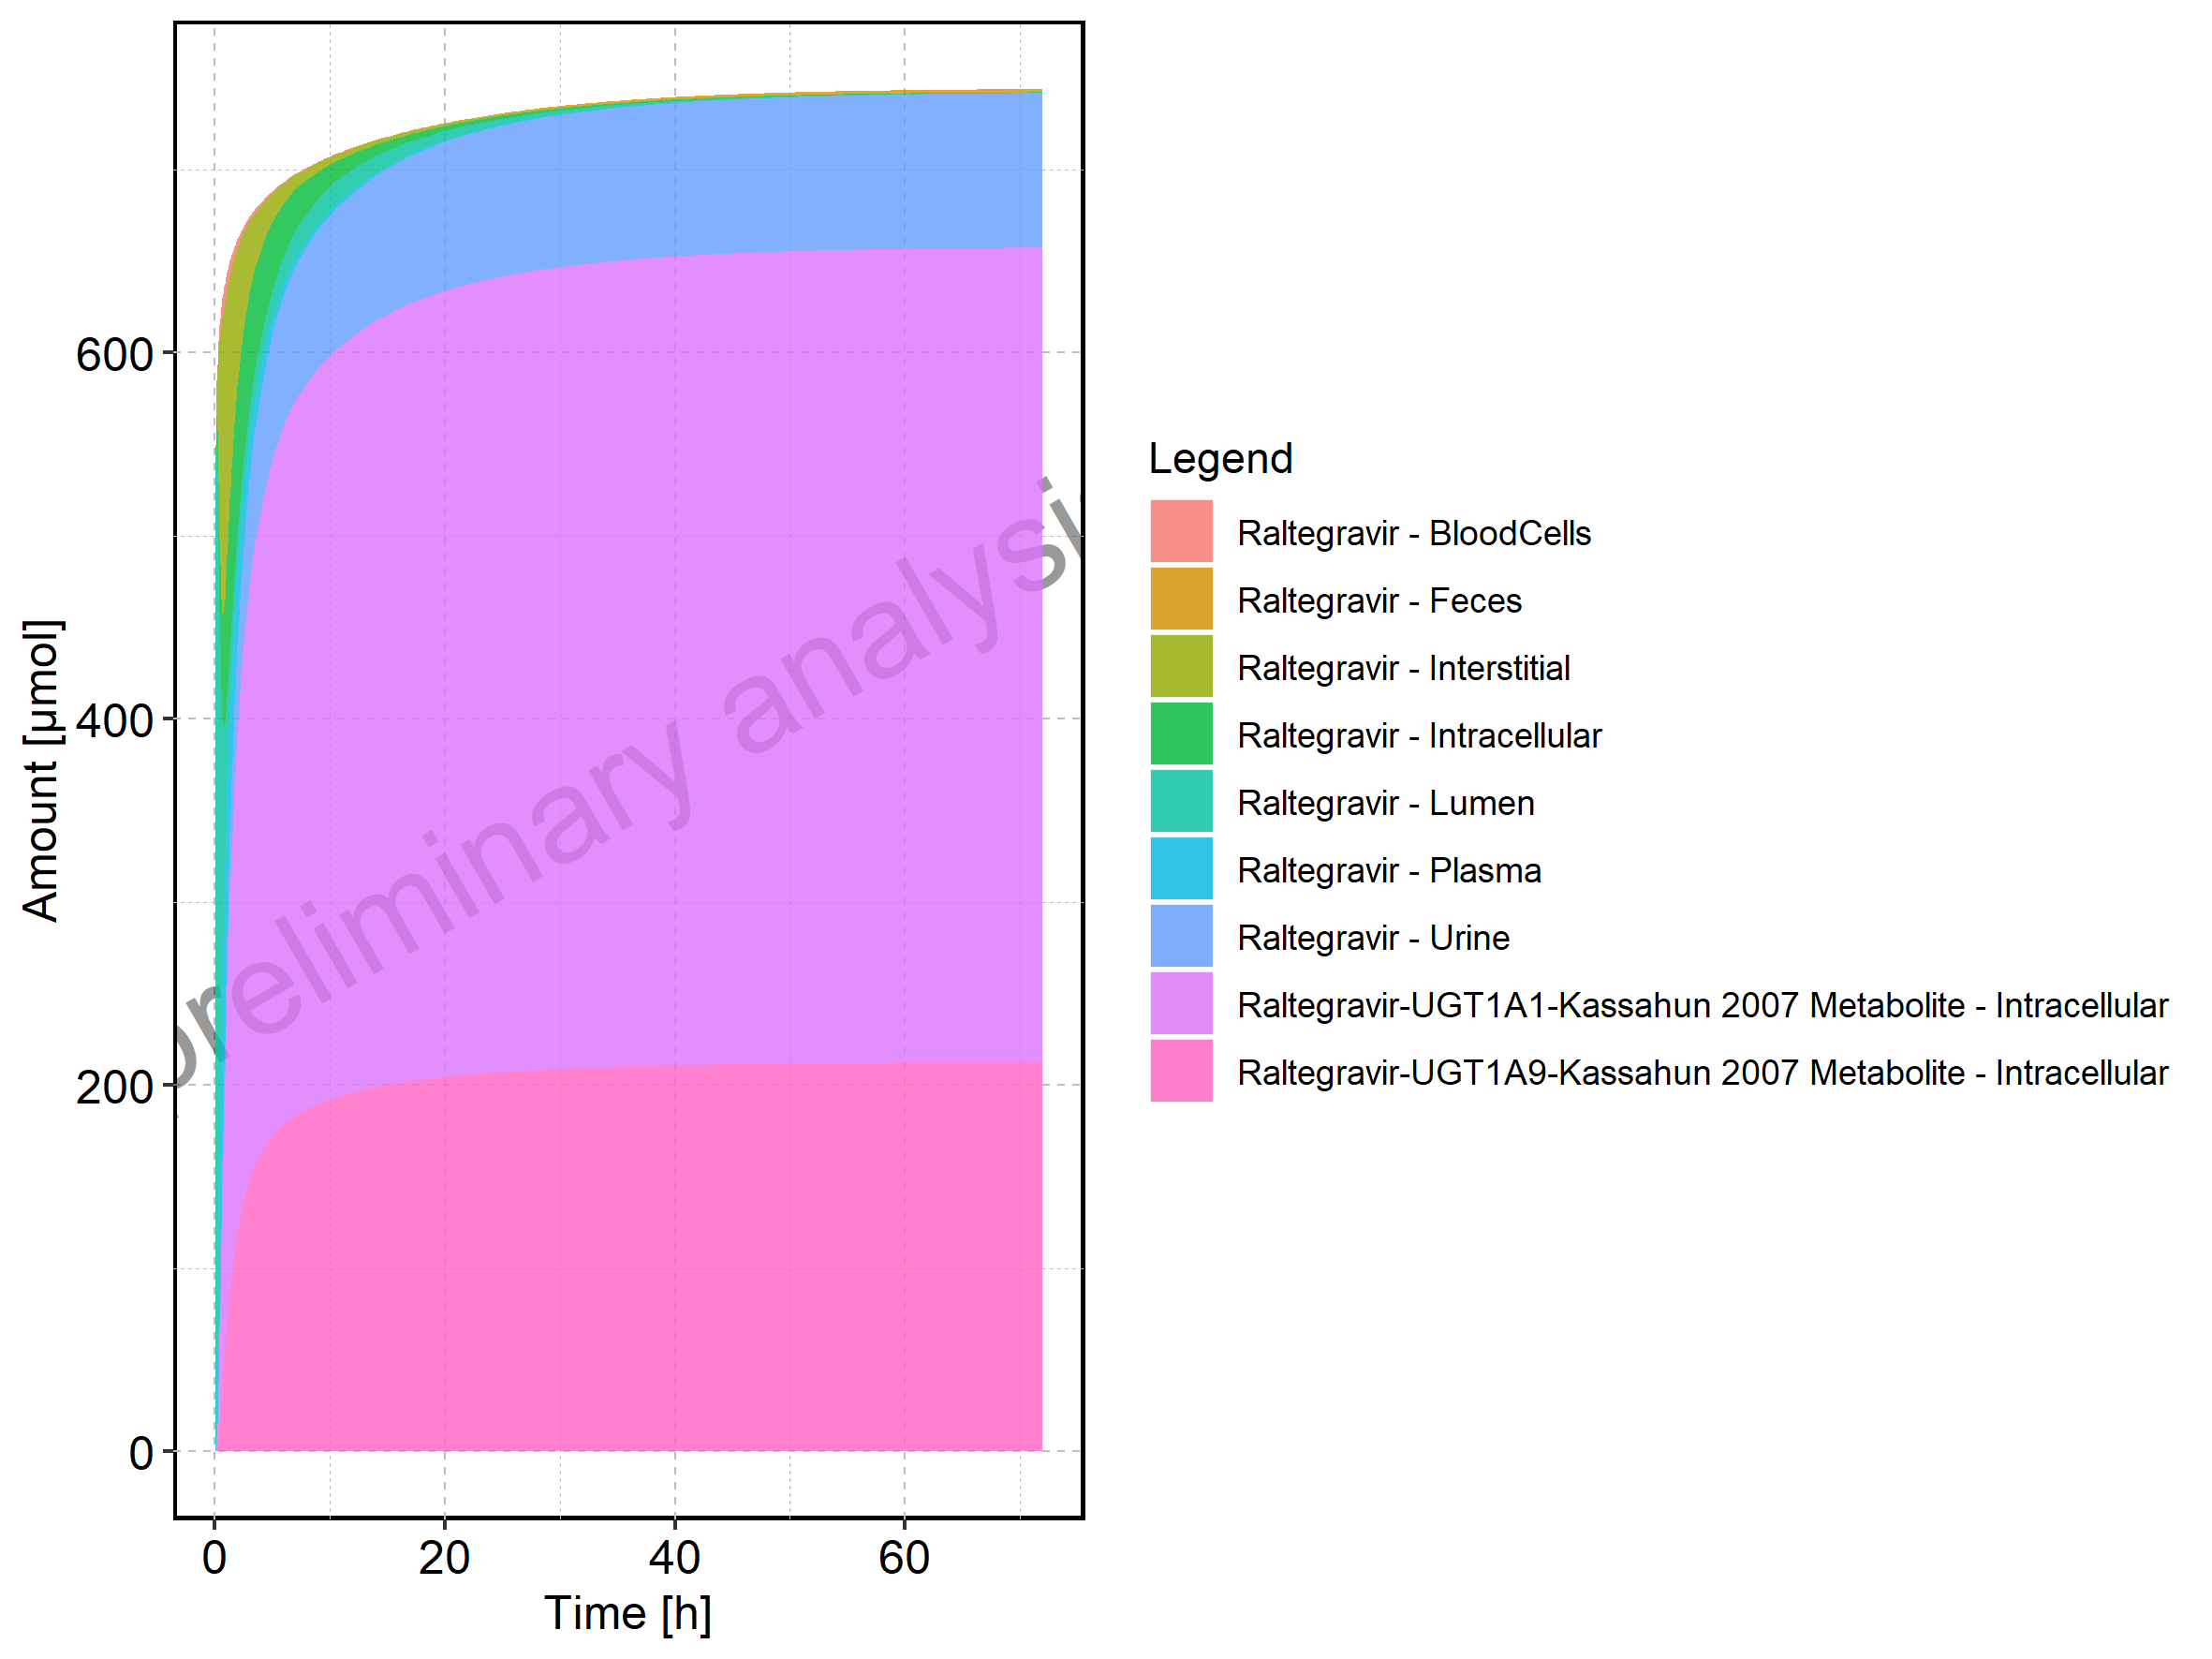 600
400
200
0
0 20 40 60
Time [h]
Amount [µmol]
preliminary analysis
Legend
Raltegravir - BloodCells
Raltegravir - Feces
Raltegravir - Interstitial
Raltegravir - Intracellular
Raltegravir - Lumen
Raltegravir - Plasma
Raltegravir - Urine
Raltegravir-UGT1A1-Kassahun 2007 Metabolite - Intracellular
Raltegravir-UGT1A9-Kassahun 2007 Metabolite - Intracellular